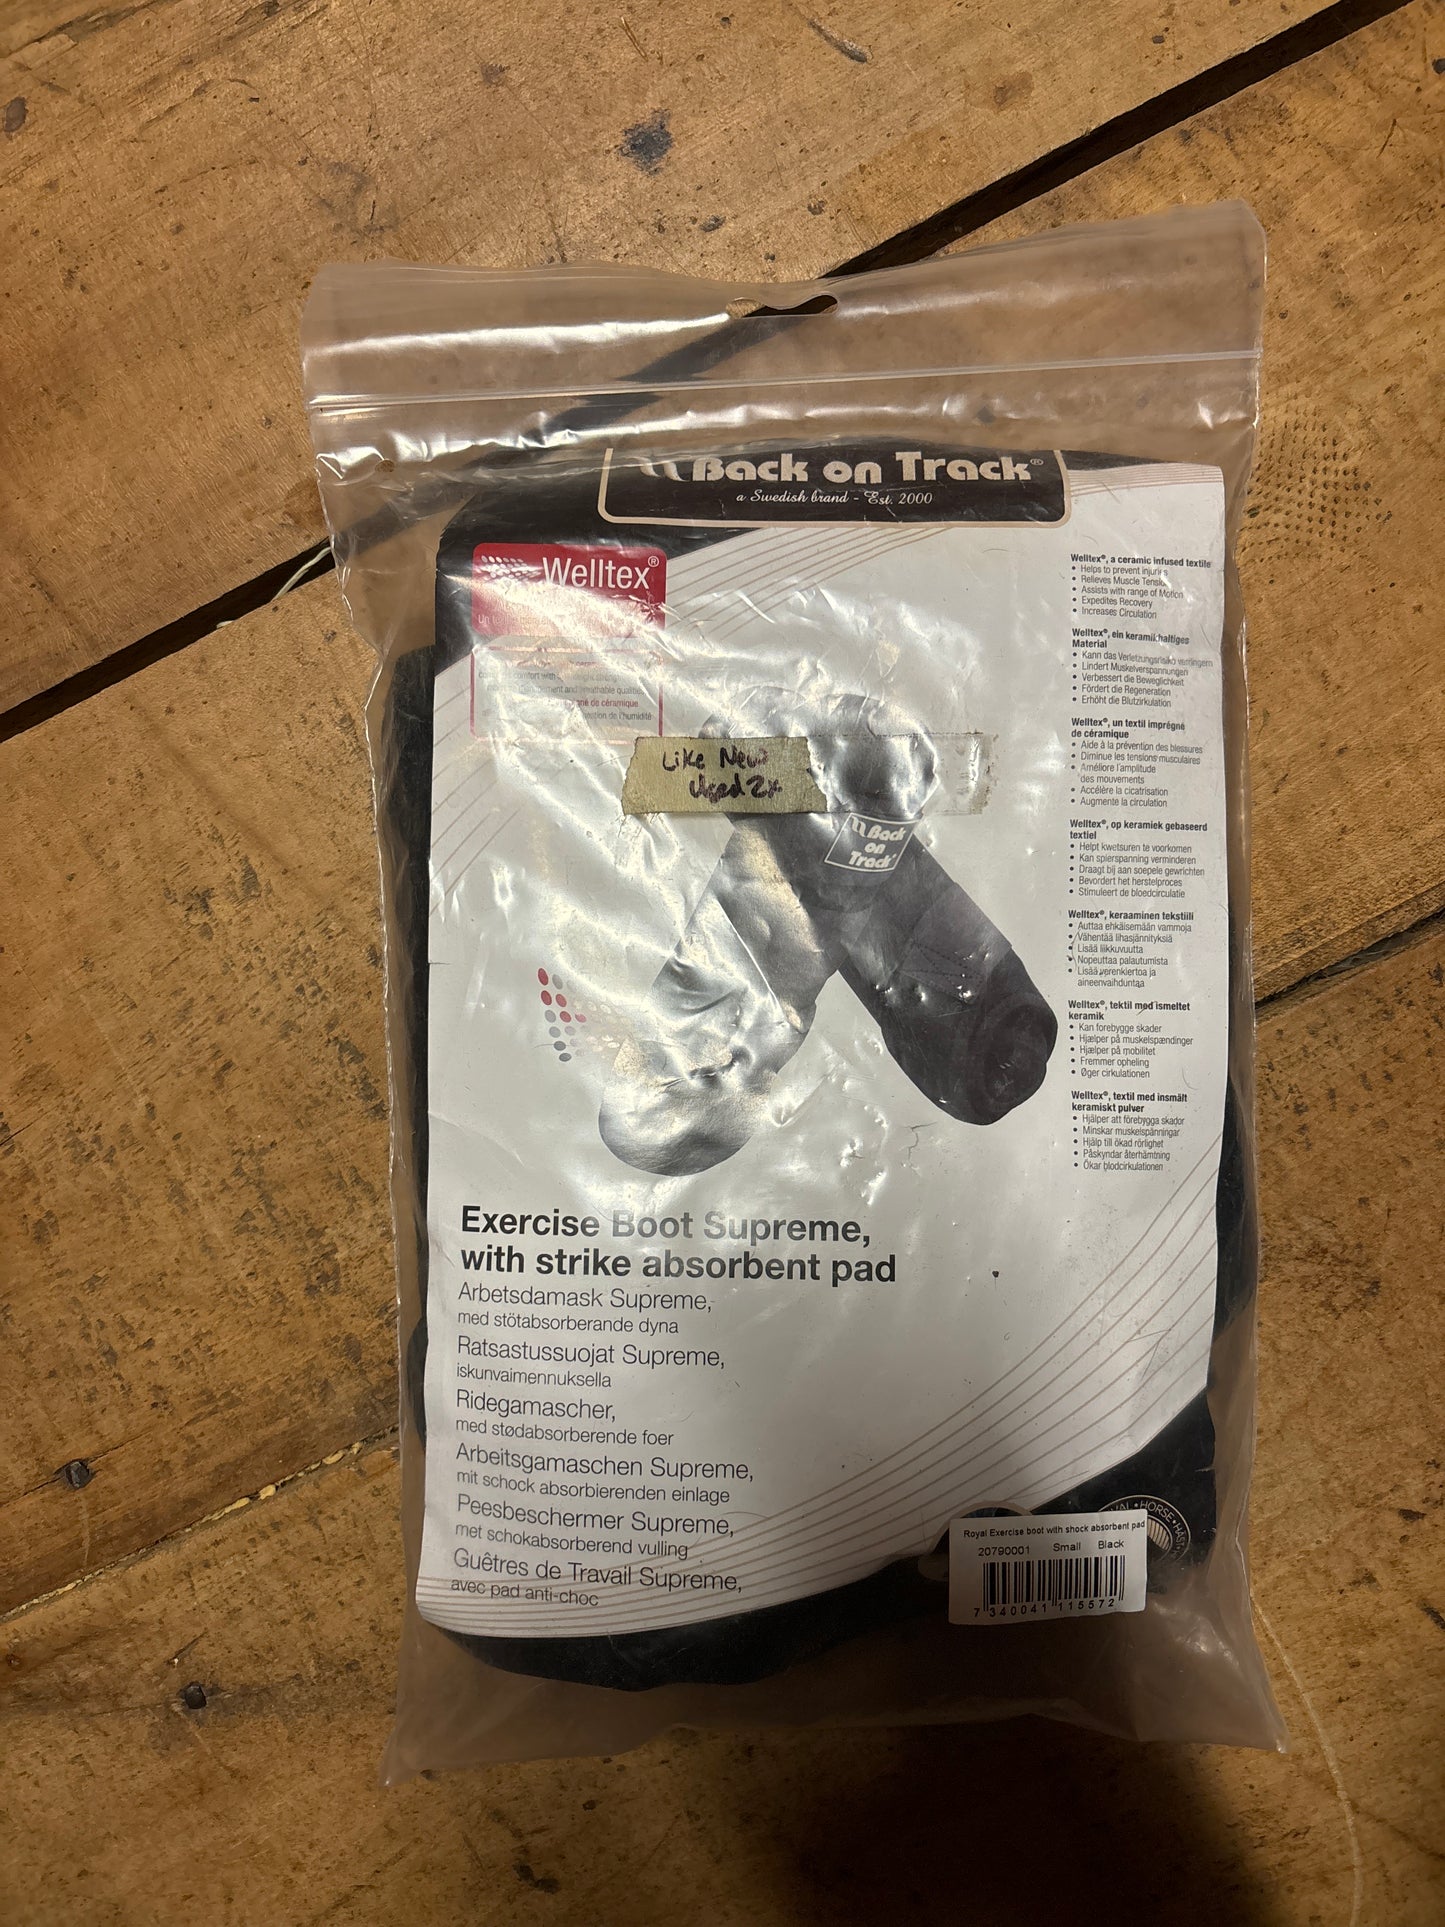 Back on Track®
a Swedish brand - Est. 2000
Welltex®
Like New
Used 2x
Back
on
Track®
Welltex®, a ceramic infused textile
• Helps to prevent injuries
• Relieves Muscle Tension
• Assists with range of Motion
• Expedites Recovery
• Increases Circulation
Welltex®, ein keramikhaltiges
Material
• Kann das Verletzungsrisiko verringern
• Lindert Muskelverspannungen
• Verbessert die Beweglichkeit
• Fördert die Regeneration
• Erhöht die Blutzirkulation
Welltex®, un textil imprégné
de céramique
• Aide à la prévention des blessures
• Diminue les tensions musculaires
• Améliore l'amplitude
des mouvements
• Accélère la cicatrisation
• Augmente la circulation
Welltex®, op keramiek gebaseerd
textiel
• Helpt kwetsuren te voorkomen
• Kan spierspanning verminderen
• Draagt bij aan soepele gewrichten
• Bevordert het herstelproces
• Stimuleert de bloedcirculatie
Welltex®, keraaminen tekstiili
• Auttaa ehkäisemään vammoja
• Vähentää lihasjännityksiä
• Lisää liikkuvuutta
• Nopeuttaa palautumista
• Lisää verenkiertoa ja
aineenvaihduntaa
Welltex®, tektil med ismeltet
keramik
• Kan forebygge skader
• Hjælper på muskelspændinger
• Hjælper på mobilitet
• Fremmer opheling
• Øger cirkulationen
Welltex®, textil med insmält
keramiskt pulver
• Hjälper att förebygga skador
• Minskar muskelspänningar
• Hjälp till ökad rörlighet
• Påskyndar återhämtning
• Ökar blodcirkulationen
Exercise Boot Supreme,
with strike absorbent pad
Arbetsdamask Supreme,
med stötabsorberande dyna
Ratsastussuojat Supreme,
iskunvaimennuksella
Ridegamascher,
med stødabsorberende foer
Arbeitsgamaschen Supreme,
mit schock absorbierenden einlage
Peesbeschermer Supreme,
met schokabsorberend vulling
Guêtres de Travail Supreme,
avec pad anti-choc
HORSE
Royal Exercise boot with shock absorbent pad
20790001 Small Black
7 340041 115572